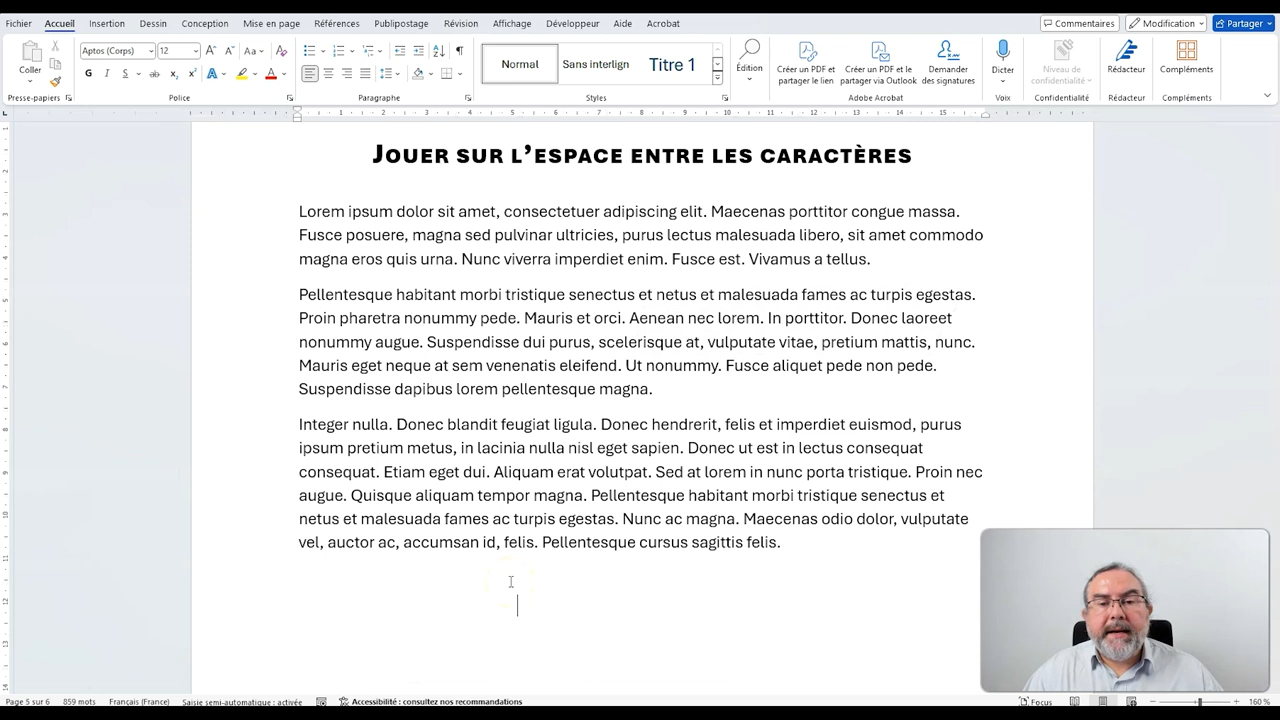 Fichier Accueil Insertion Dessin Conception Mise en page Références Publipostage Révision Affichage Développeur Aide Acrobat Commentaires Modification Partager
Coller
Aptos (Corps) 12
Normal Sans interlign Titre 1
Édition
Créer un PDF et partager le lien
Créer un PDF et partager via Outlook
Demander des signatures
Dicter
Niveau de confidentialité
Rédacteur
Compléments
Presse-papiers Police Paragraphe Styles Adobe Acrobat Voix Confidentialité Rédacteur Compléments
Jouer sur l’espace entre les caractères
Lorem ipsum dolor sit amet, consectetuer adipiscing elit. Maecenas porttitor congue massa.
Fusce posuere, magna sed pulvinar ultricies, purus lectus malesuada libero, sit amet commodo
magna eros quis urna. Nunc viverra imperdiet enim. Fusce est. Vivamus a tellus.
Pellentesque habitant morbi tristique senectus et netus et malesuada fames ac turpis egestas.
Proin pharetra nonummy pede. Mauris et orci. Aenean nec lorem. In porttitor. Donec laoreet
nonummy augue. Suspendisse dui purus, scelerisque at, vulputate vitae, pretium mattis, nunc.
Mauris eget neque at sem venenatis eleifend. Ut nonummy. Fusce aliquet pede non pede.
Suspendisse dapibus lorem pellentesque magna.
Integer nulla. Donec blandit feugiat ligula. Donec hendrerit, felis et imperdiet euismod, purus
ipsum pretium metus, in lacinia nulla nisl eget sapien. Donec ut est in lectus consequat
consequat. Etiam eget dui. Aliquam erat volutpat. Sed at lorem in nunc porta tristique. Proin nec
augue. Quisque aliquam tempor magna. Pellentesque habitant morbi tristique senectus et
netus et malesuada fames ac turpis egestas. Nunc ac magna. Maecenas odio dolor, vulputate
vel, auctor ac, accumsan id, felis. Pellentesque cursus sagittis felis.
Page 5 sur 6 859 mots Français (France) Saisie semi-automatique : activée Accessibilité : consultez nos recommandations Focus 160 %